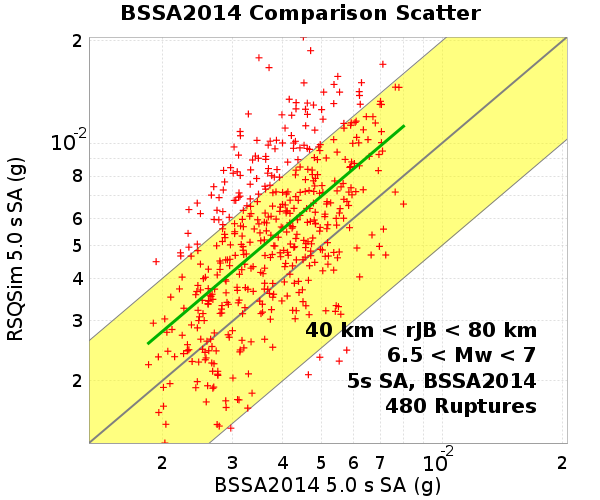 BSSA2014 Comparison Scatter
RSQSim 5.0 s SA (g)
2
10⁻²
8
6
5
4
3
2
40 km < rJB < 80 km
6.5 < Mw < 7
5s SA, BSSA2014
480 Ruptures
2 3 4 5 6 7 10⁻² 2
BSSA2014 5.0 s SA (g)